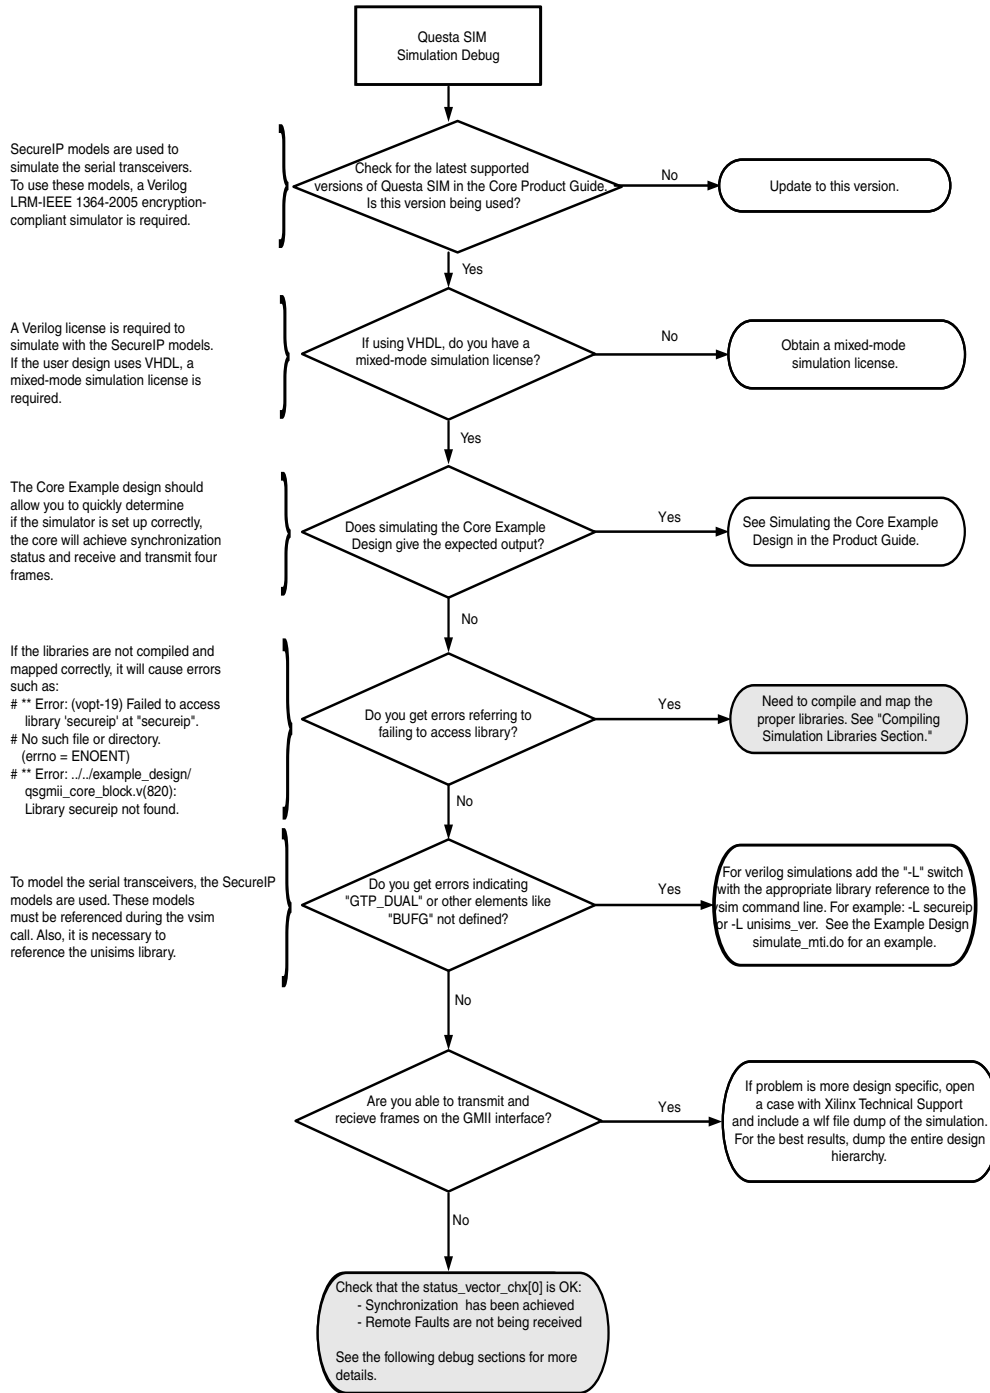 Questa SIM
Simulation Debug
SecureIP models are used to
simulate the serial transceivers.
To use these models, a Verilog
LRM-IEEE 1364-2005 encryption-
compliant simulator is required.
Check for the latest supported
versions of Questa SIM in the Core Product Guide.
Is this version being used?
No
Update to this version.
Yes
A Verilog license is required to
simulate with the SecureIP models.
If the user design uses VHDL, a
mixed-mode simulation license is
required.
If using VHDL, do you have a
mixed-mode simulation license?
No
Obtain a mixed-mode
simulation license.
Yes
The Core Example design should
allow you to quickly determine
if the simulator is set up correctly,
the core will achieve synchronization
status and receive and transmit four
frames.
Does simulating the Core Example
Design give the expected output?
Yes
See Simulating the Core Example
Design in the Product Guide.
No
If the libraries are not compiled and
mapped correctly, it will cause errors
such as:
# ** Error: (vopt-19) Failed to access
library 'secureip' at "secureip".
# No such file or directory.
(errno = ENOENT)
# ** Error: ../../example_design/
qsgmii_core_block.v(820):
Library secureip not found.
Do you get errors referring to
failing to access library?
Yes
Need to compile and map the
proper libraries. See "Compiling
Simulation Libraries Section."
No
To model the serial transceivers, the SecureIP
models are used. These models
must be referenced during the vsim
call. Also, it is necessary to
reference the unisims library.
Do you get errors indicating
"GTP_DUAL" or other elements like
"BUFG" not defined?
Yes
For verilog simulations add the "-L" switch
with the appropriate library reference to the
vsim command line. For example: -L secureip
or -L unisims_ver. See the Example Design
simulate_mti.do for an example.
No
Are you able to transmit and
recieve frames on the GMII interface?
Yes
If problem is more design specific, open
a case with Xilinx Technical Support
and include a wlf file dump of the simulation.
For the best results, dump the entire design
hierarchy.
No
Check that the status_vector_chx[0] is OK:
- Synchronization has been achieved
- Remote Faults are not being received
See the following debug sections for more
details.